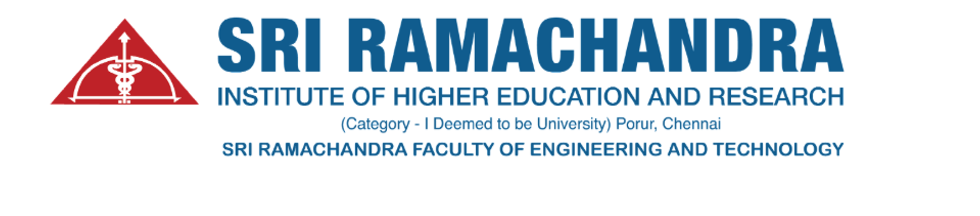 SRI RAMACHANDRA
INSTITUTE OF HIGHER EDUCATION AND RESEARCH
(Category - I Deemed to be University) Porur, Chennai
SRI RAMACHANDRA FACULTY OF ENGINEERING AND TECHNOLOGY